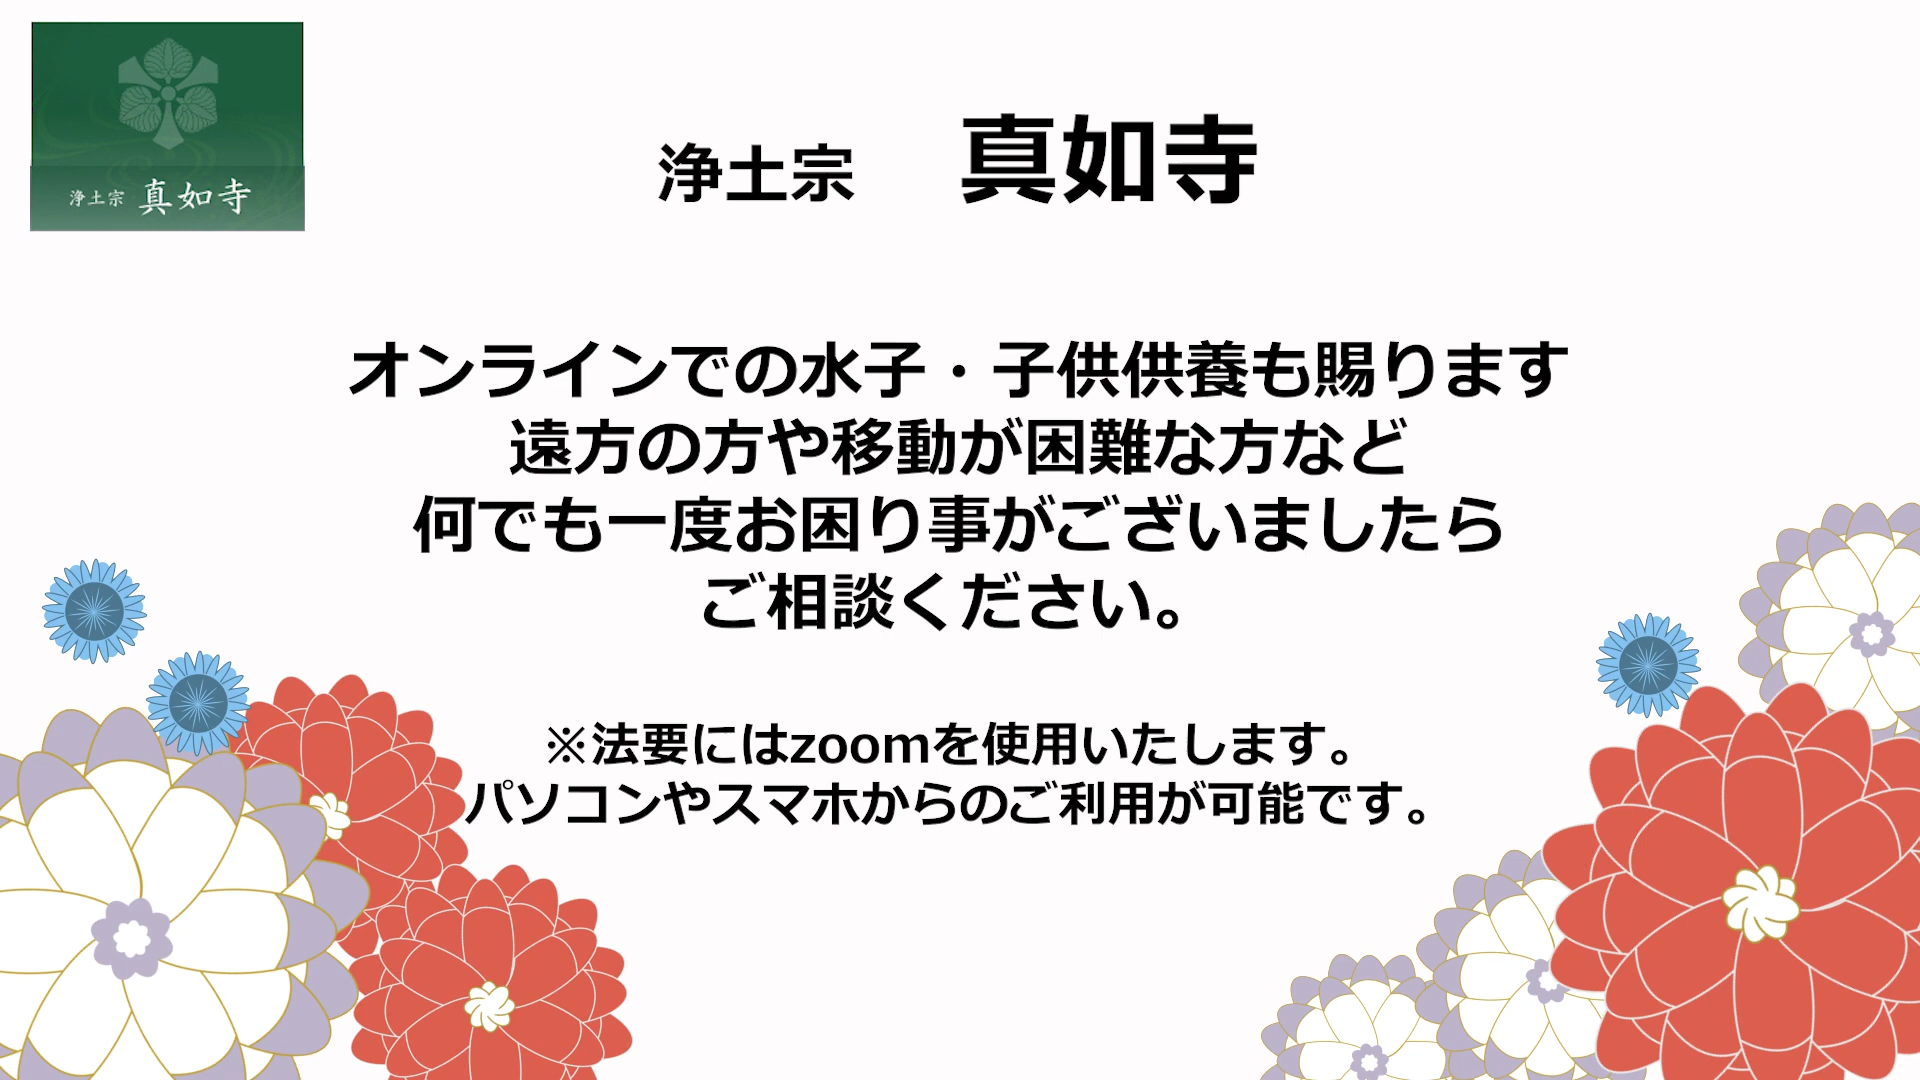 浄土宗 真如寺
浄土宗 真如寺
オンラインでの水子・子供供養も賜ります
遠方の方や移動が困難な方など
何でも一度お困り事がございましたら
ご相談ください。
※法要にはzoomを使用いたします。
パソコンやスマホからのご利用が可能です。